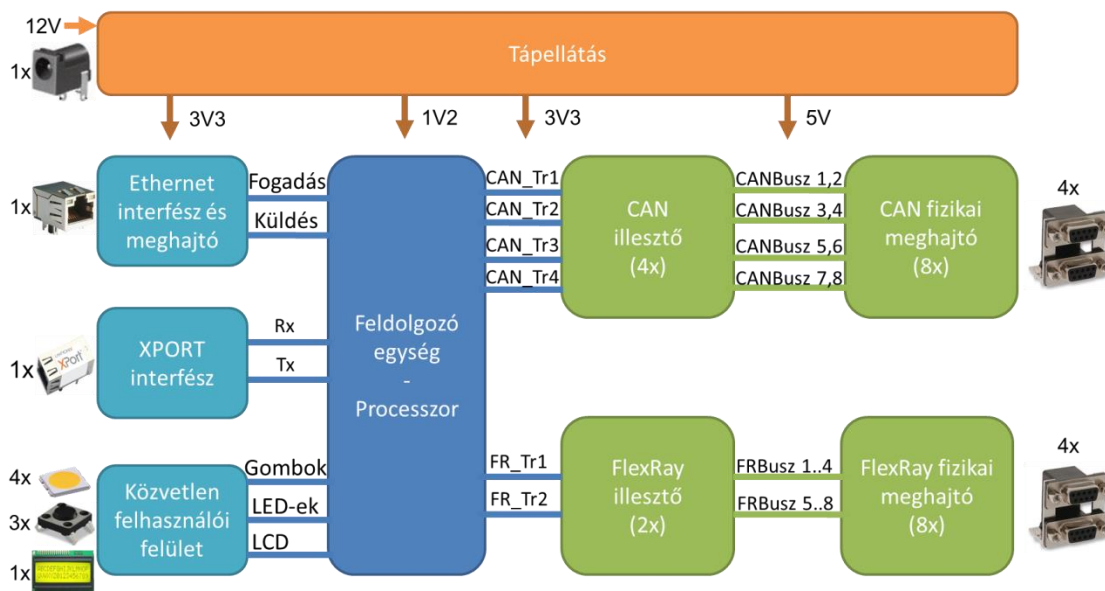 12V
Tápellátás
1x
3V3
1V2
3V3
5V
1x
Ethernet
interfész és
meghajtó
Fogadás
Küldés
CAN_Tr1
CAN_Tr2
CAN_Tr3
CAN_Tr4
CAN
illesztő
(4x)
CANBusz 1,2
CANBusz 3,4
CANBusz 5,6
CANBusz 7,8
CAN fizikai
meghajtó
(8x)
4x
1x
XPort
XPORT
interfész
Rx
Tx
Feldolgozó
egység
-
Processzor
4x
3x
1x
Közvetlen
felhasználói
felület
Gombok
LED-ek
LCD
FR_Tr1
FR_Tr2
FlexRay
illesztő
(2x)
FRBusz 1..4
FRBusz 5..8
FlexRay fizikai
meghajtó
(8x)
4x